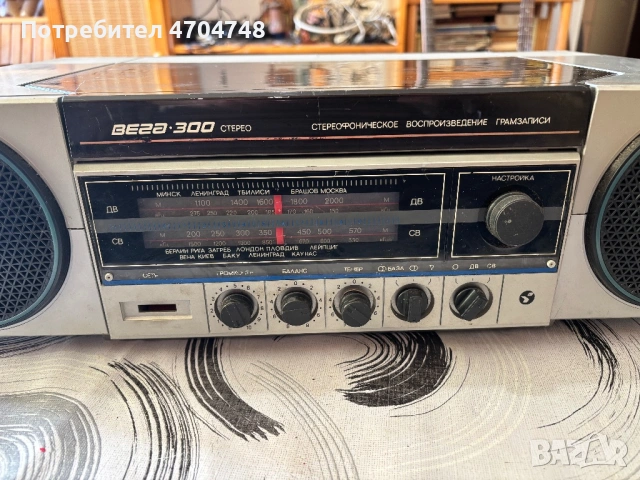 Потребител 4704748
ВЕГА·300 СТЕРЕО
СТЕРЕОФОНИЧЕСКОЕ ВОСПРОИЗВЕДЕНИЕ ГРАМЗАПИСИ
МИНСК ЛЕНИНГРАД ТБИЛИСИ БРАШОВ МОСКВА
ДВ М 1100 1400 1600 1800 2000 М ДВ
СВ М 200 250 300 350 450 500 570 М СВ
БЕРЛИН РИГА ЗАГРЕБ ЛОНДОН ПЛОВДИВ ЛЕЙПЦИГ
ВЕНА КИЕВ БАКУ ЛЕНИНГРАД КАУНАС
НАСТРОЙКА
СЕТЬ ГРОМКОСТЬ БАЛАНС ТЕМБР БАЗА ДВ СВ
BAZAR